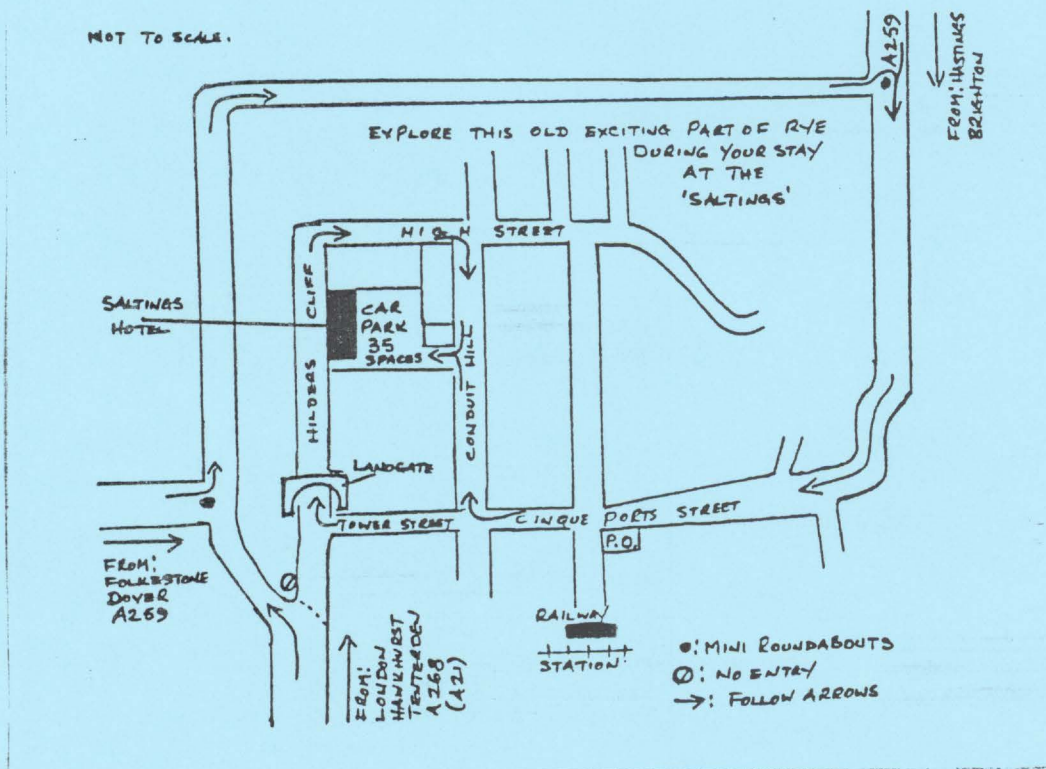 NOT TO SCALE.
A259
FROM: HASTINGS
BRIGHTON
EXPLORE THIS OLD EXCITING PART OF RYE
DURING YOUR STAY
AT THE
'SALTINGS'
HIGH STREET
SALTINGS
HOTEL
HILDERS CLIFF
CAR
PARK
35
SPACES
CONDUIT HILL
LANDGATE
TOWER STREET
CINQUE PORTS STREET
P.O.
FROM:
FOLKESTONE
DOVER
A259
FROM:
LONDON
HAWKHURST
TENTERDEN
A268
(A21)
RAILWAY
STATION
●: MINI ROUNDABOUTS
⊘: NO ENTRY
→: FOLLOW ARROWS